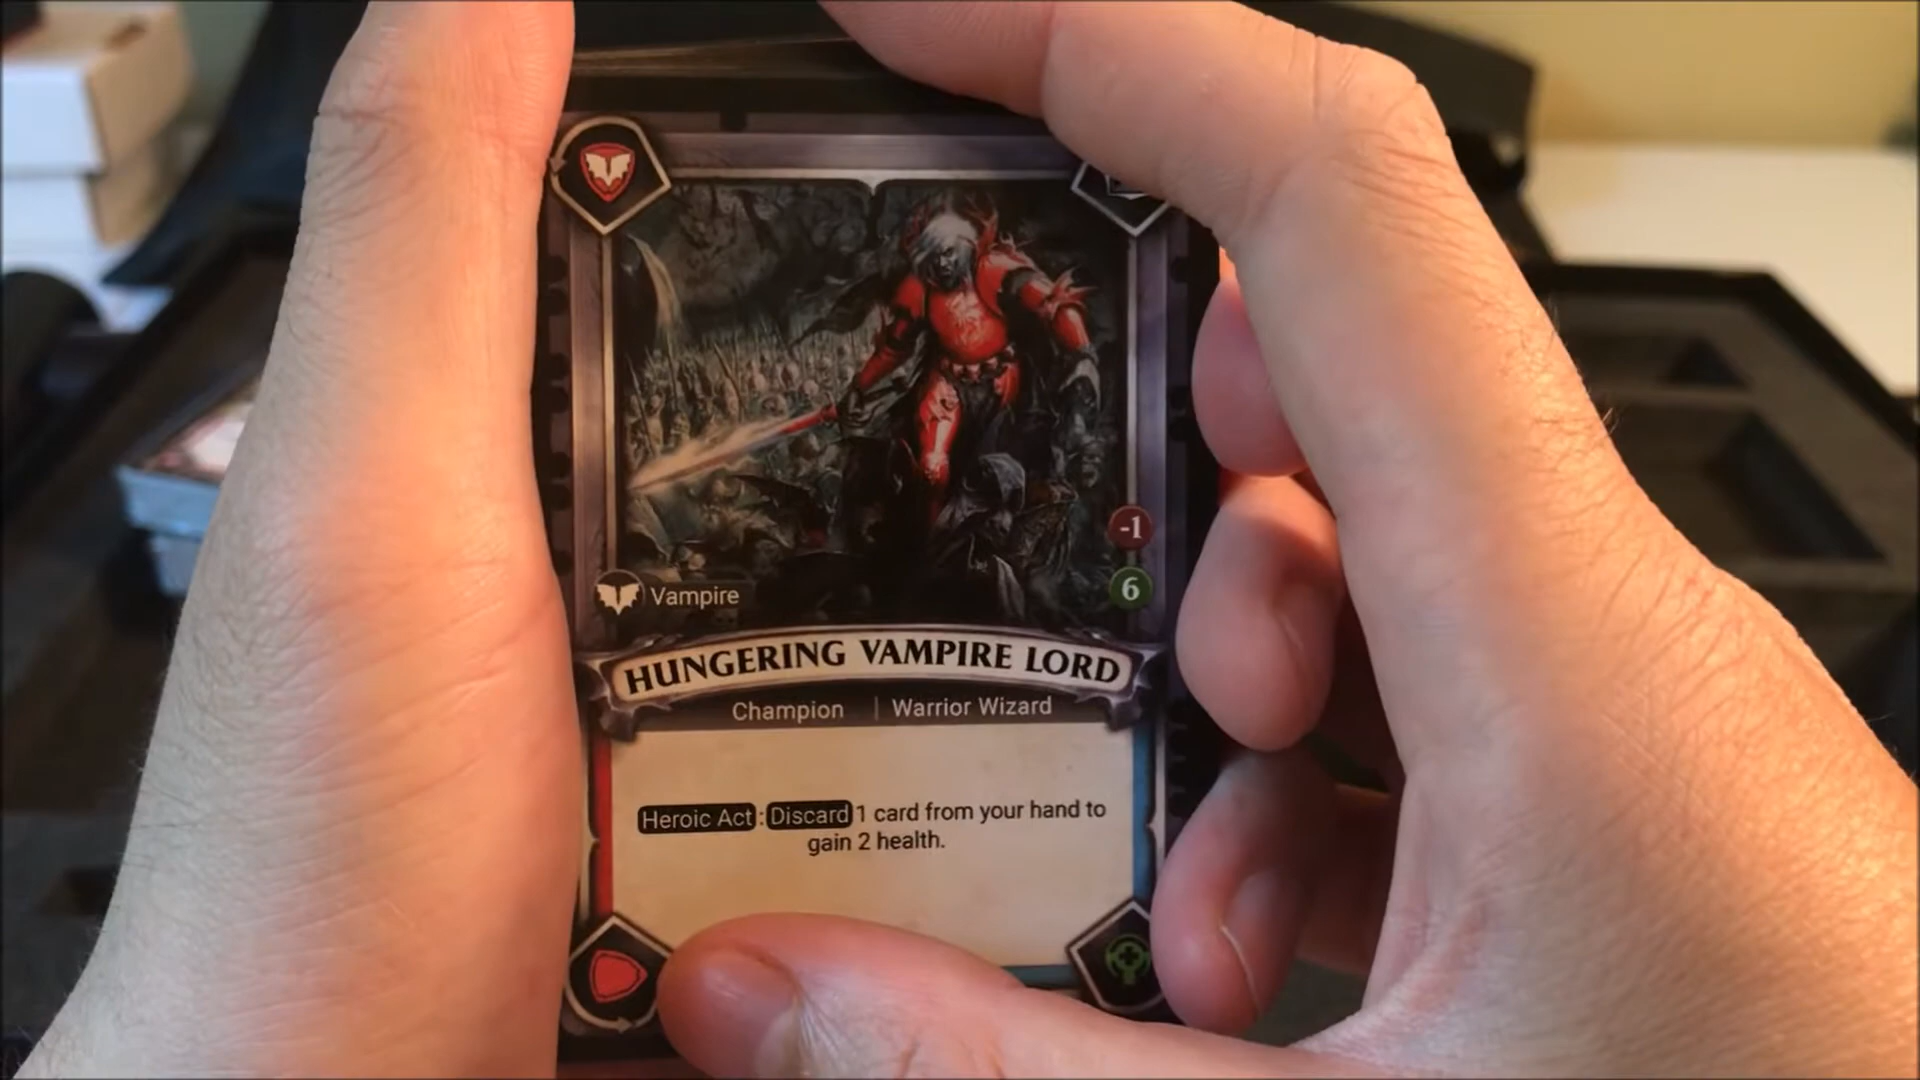 -1
6
Vampire
HUNGERING VAMPIRE LORD
Champion | Warrior Wizard
Heroic Act : Discard 1 card from your hand to
gain 2 health.